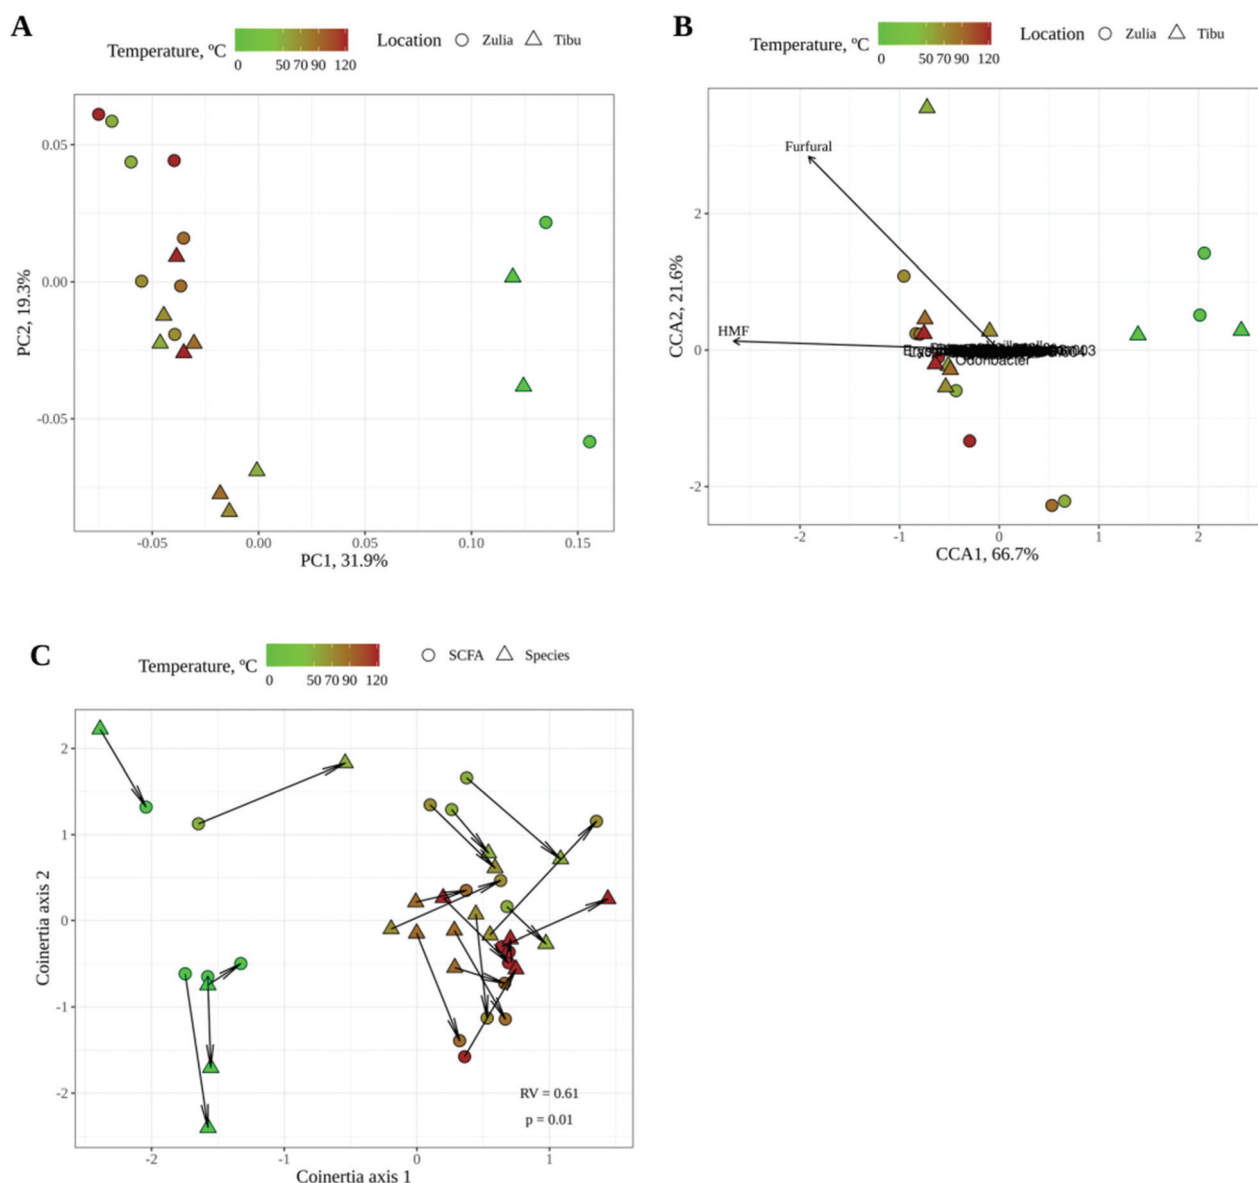 A
Temperature, ºC
0 50 70 90 120
Location Zulia Tibu
0.05
0.00
-0.05
PC2, 19.3%
-0.05 0.00 0.05 0.10 0.15
PC1, 31.9%
B
Temperature, ºC
0 50 70 90 120
Location Zulia Tibu
Furfural
HMF
Odoribacter
2
0
-2
CCA2, 21.6%
-2 -1 0 1 2
CCA1, 66.7%
C
Temperature, ºC
0 50 70 90 120
SCFA Species
2
1
0
-1
-2
Coinertia axis 2
RV = 0.61
p = 0.01
-2 -1 0 1
Coinertia axis 1